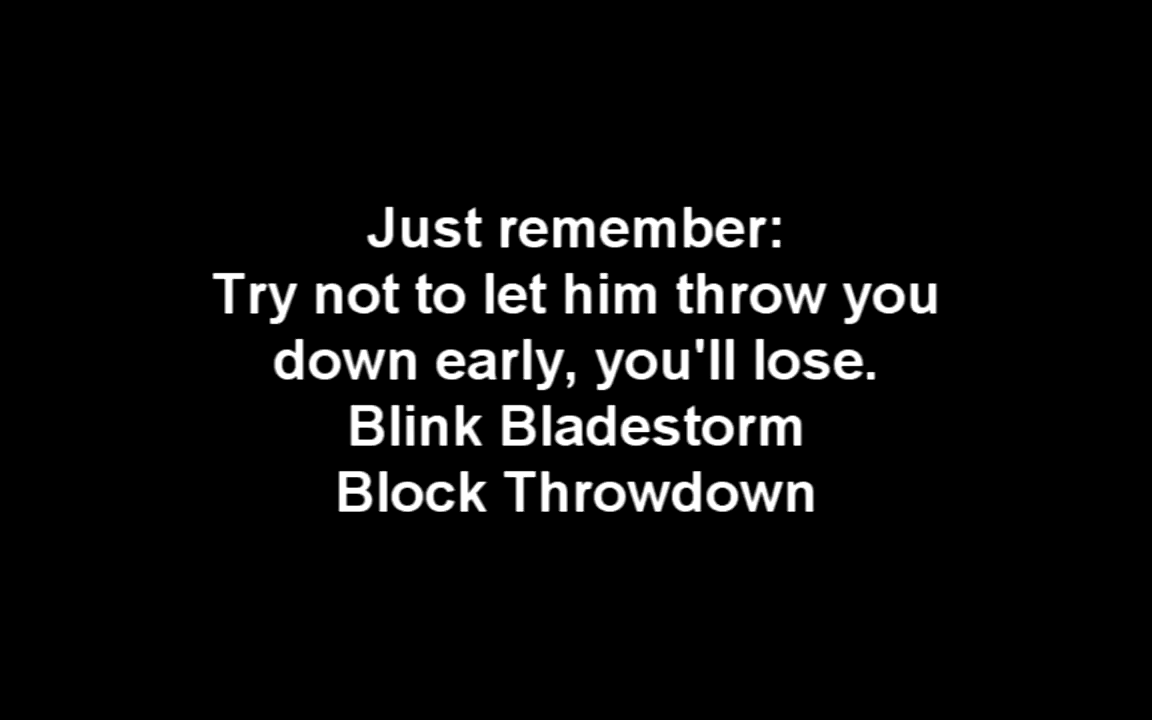 Just remember:
Try not to let him throw you
down early, you'll lose.
Blink Bladestorm
Block Throwdown